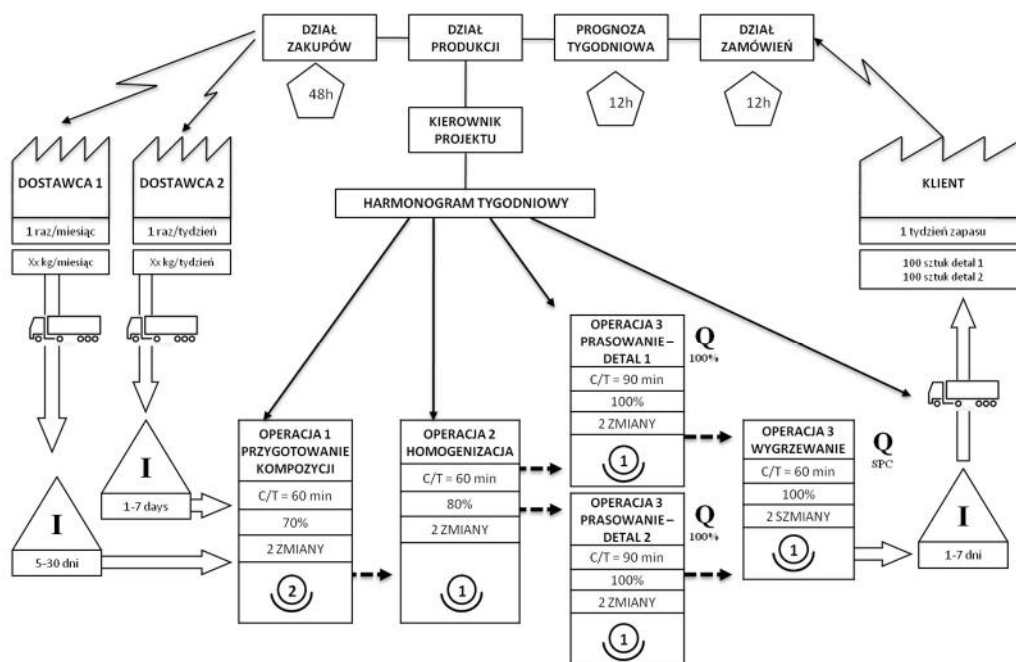 DZIAŁ
ZAKUPÓW
DZIAŁ
PRODUKCJI
PROGNOZA
TYGODNIOWA
DZIAŁ
ZAMÓWIEŃ
48h
12h
12h
KIEROWNIK
PROJEKTU
HARMONOGRAM TYGODNIOWY
DOSTAWCA 1
1 raz/miesiąc
Xx kg/miesiąc
DOSTAWCA 2
1 raz/tydzień
Xx kg/tydzień
KLIENT
1 tydzień zapasu
100 sztuk detal 1
100 sztuk detal 2
I
5-30 dni
I
1-7 days
OPERACJA 1
PRZYGOTOWANIE
KOMPOZYCJI
C/T = 60 min
70%
2 ZMIANY
2
OPERACJA 2
HOMOGENIZACJA
C/T = 60 min
80%
2 ZMIANY
1
OPERACJA 3
PRASOWANIE –
DETAL 1
C/T = 90 min
100%
2 ZMIANY
1
Q
100%
OPERACJA 3
PRASOWANIE –
DETAL 2
C/T = 90 min
100%
2 ZMIANY
1
Q
100%
OPERACJA 3
WYGRZEWANIE
C/T = 60 min
100%
2 SZMIANY
1
Q
SPC
I
1-7 dni